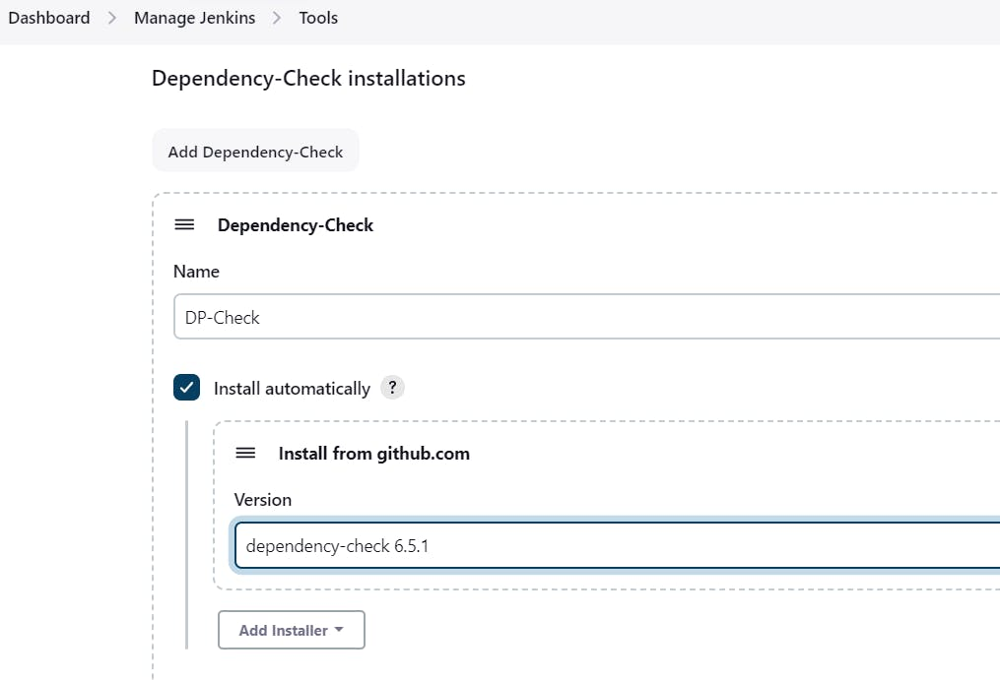 Dashboard > Manage Jenkins > Tools
Dependency-Check installations
Add Dependency-Check
Dependency-Check
Name
DP-Check
Install automatically ?
Install from github.com
Version
dependency-check 6.5.1
Add Installer